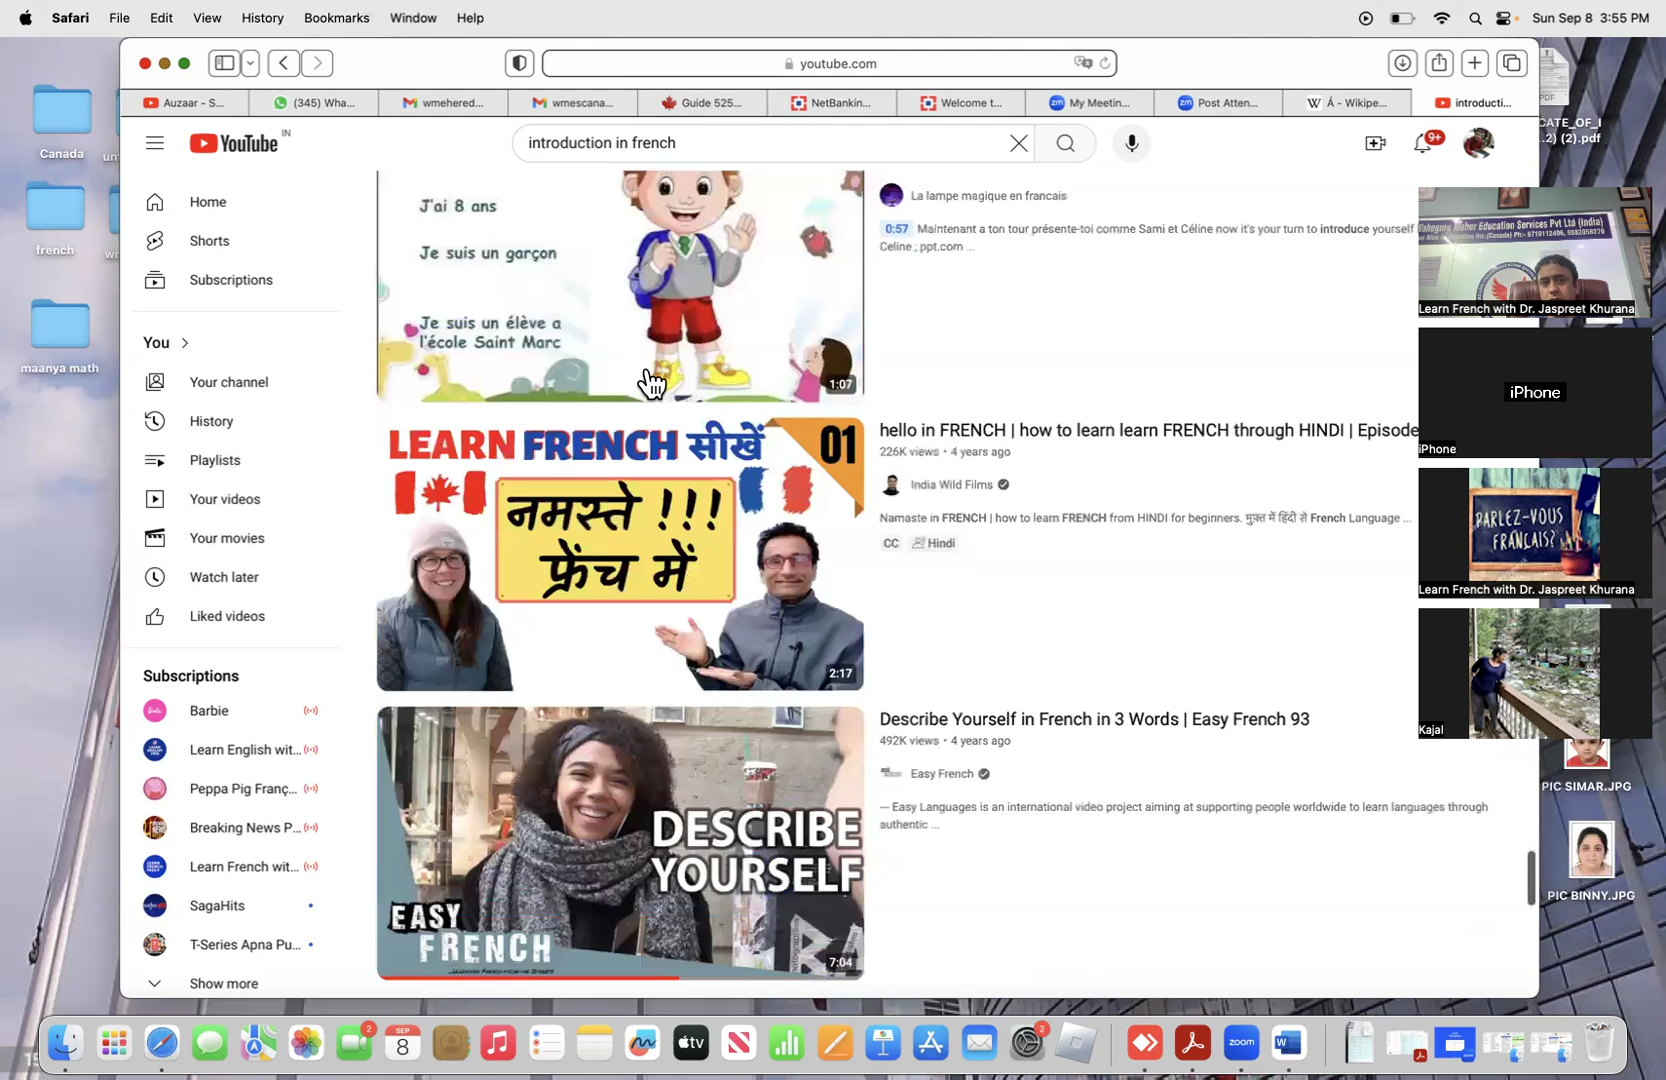 Safari File Edit View History Bookmarks Window Help
Sun Sep 8 3:55 PM
youtube.com
Auzaar - S...
(345) Wha...
wmehered...
wmescana...
Guide 525...
NetBankin...
Welcome t...
My Meetin...
Post Atten...
Á - Wikipe...
introducti...
YouTube IN
introduction in french
9+
Home
Shorts
Subscriptions
You
Your channel
History
Playlists
Your videos
Your movies
Watch later
Liked videos
Subscriptions
Barbie
Learn English wit...
Peppa Pig Franç...
Breaking News P...
Learn French wit...
SagaHits
T-Series Apna Pu...
Show more
J'ai 8 ans
Je suis un garçon
Je suis un élève a
l'école Saint Marc
1:07
La lampe magique en francais
0:57 Maintenant a ton tour présente-toi comme Sami et Céline now it's your turn to introduce yourself
Celine ; ppt.com ...
LEARN FRENCH सीखें
01
नमस्ते !!!
फ्रेंच में
2:17
hello in FRENCH | how to learn learn FRENCH through HINDI | Episode
226K views • 4 years ago
India Wild Films
Namaste in FRENCH | how to learn FRENCH from HINDI for beginners. मुफ़्त में हिंदी से French Language ...
CC Hindi
DESCRIBE
YOURSELF
EASY
FRENCH
7:04
Describe Yourself in French in 3 Words | Easy French 93
492K views • 4 years ago
Easy French
— Easy Languages is an international video project aiming at supporting people worldwide to learn languages through
authentic ...
Learn French with Dr. Jaspreet Khurana
iPhone
iPhone
PARLEZ-VOUS
FRANÇAIS?
Learn French with Dr. Jaspreet Khurana
Kajal
Canada
french
maanya math
PDF
CATE_OF_I
.2) (2).pdf
PIC SIMAR.JPG
PIC BINNY.JPG
2
SEP
8
tv
2
zoom
W